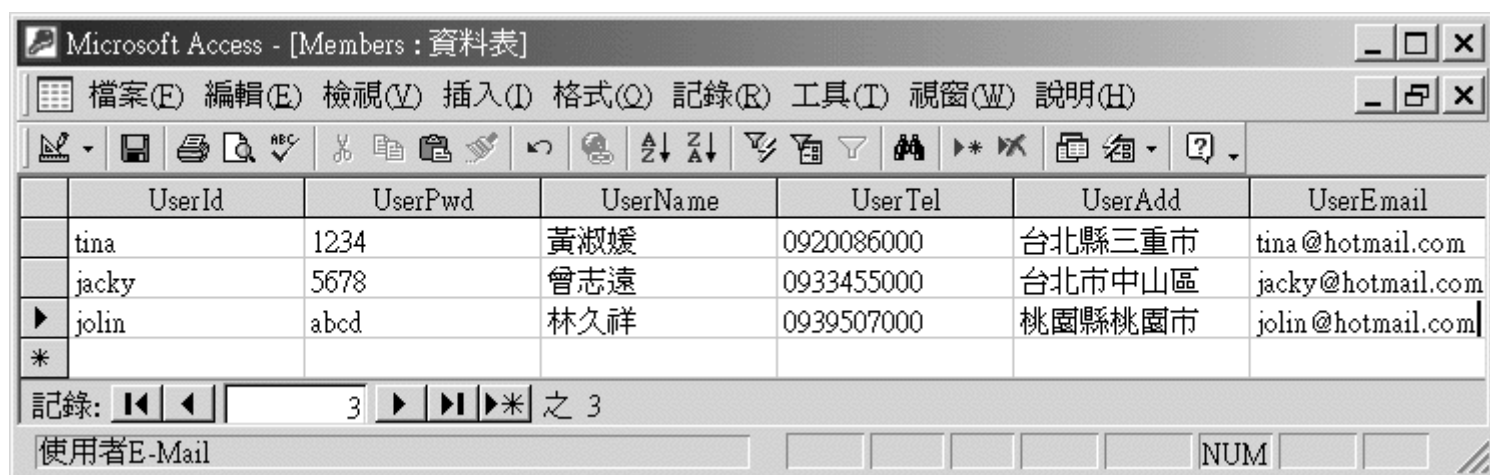 Microsoft Access - [Members : 資料表]
檔案(F) 編輯(E) 檢視(V) 插入(I) 格式(O) 記錄(R) 工具(T) 視窗(W) 說明(H)
UserId UserPwd UserName UserTel UserAdd UserEmail
tina 1234 黃淑媛 0920086000 台北縣三重市 tina@hotmail.com
jacky 5678 曾志遠 0933455000 台北市中山區 jacky@hotmail.com
jolin abcd 林久祥 0939507000 桃園縣桃園市 jolin@hotmail.com
記錄: 3 之 3
使用者E-Mail NUM